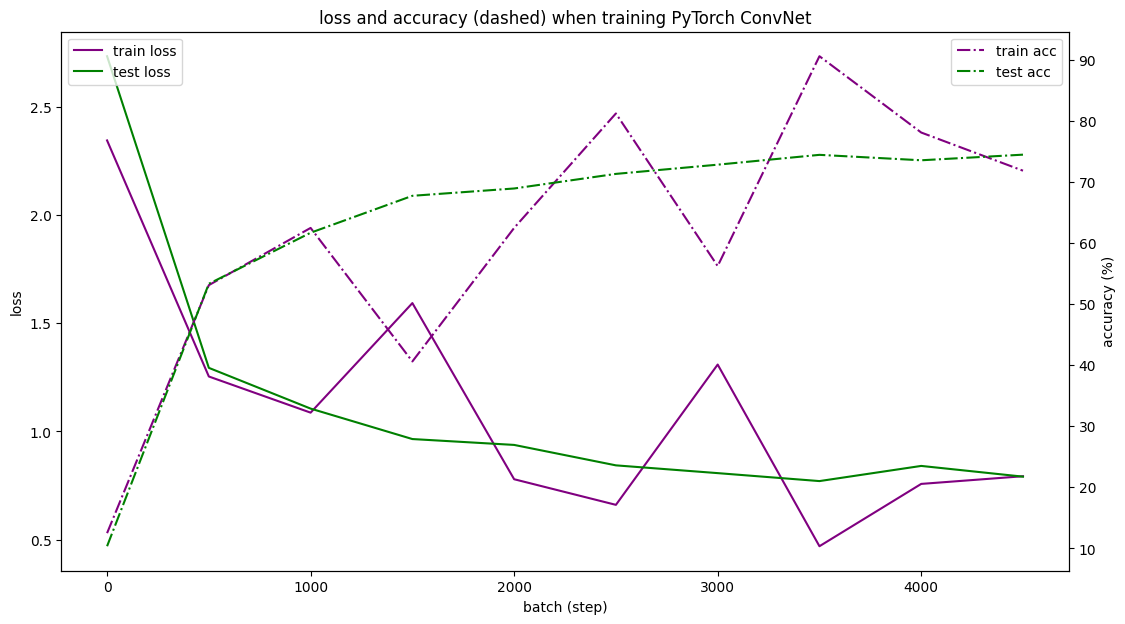 loss and accuracy (dashed) when training PyTorch ConvNet
train loss
test loss
train acc
test acc
2.5
2.0
1.5
1.0
0.5
loss
90
80
70
60
50
40
30
20
10
accuracy (%)
0 1000 2000 3000 4000
batch (step)